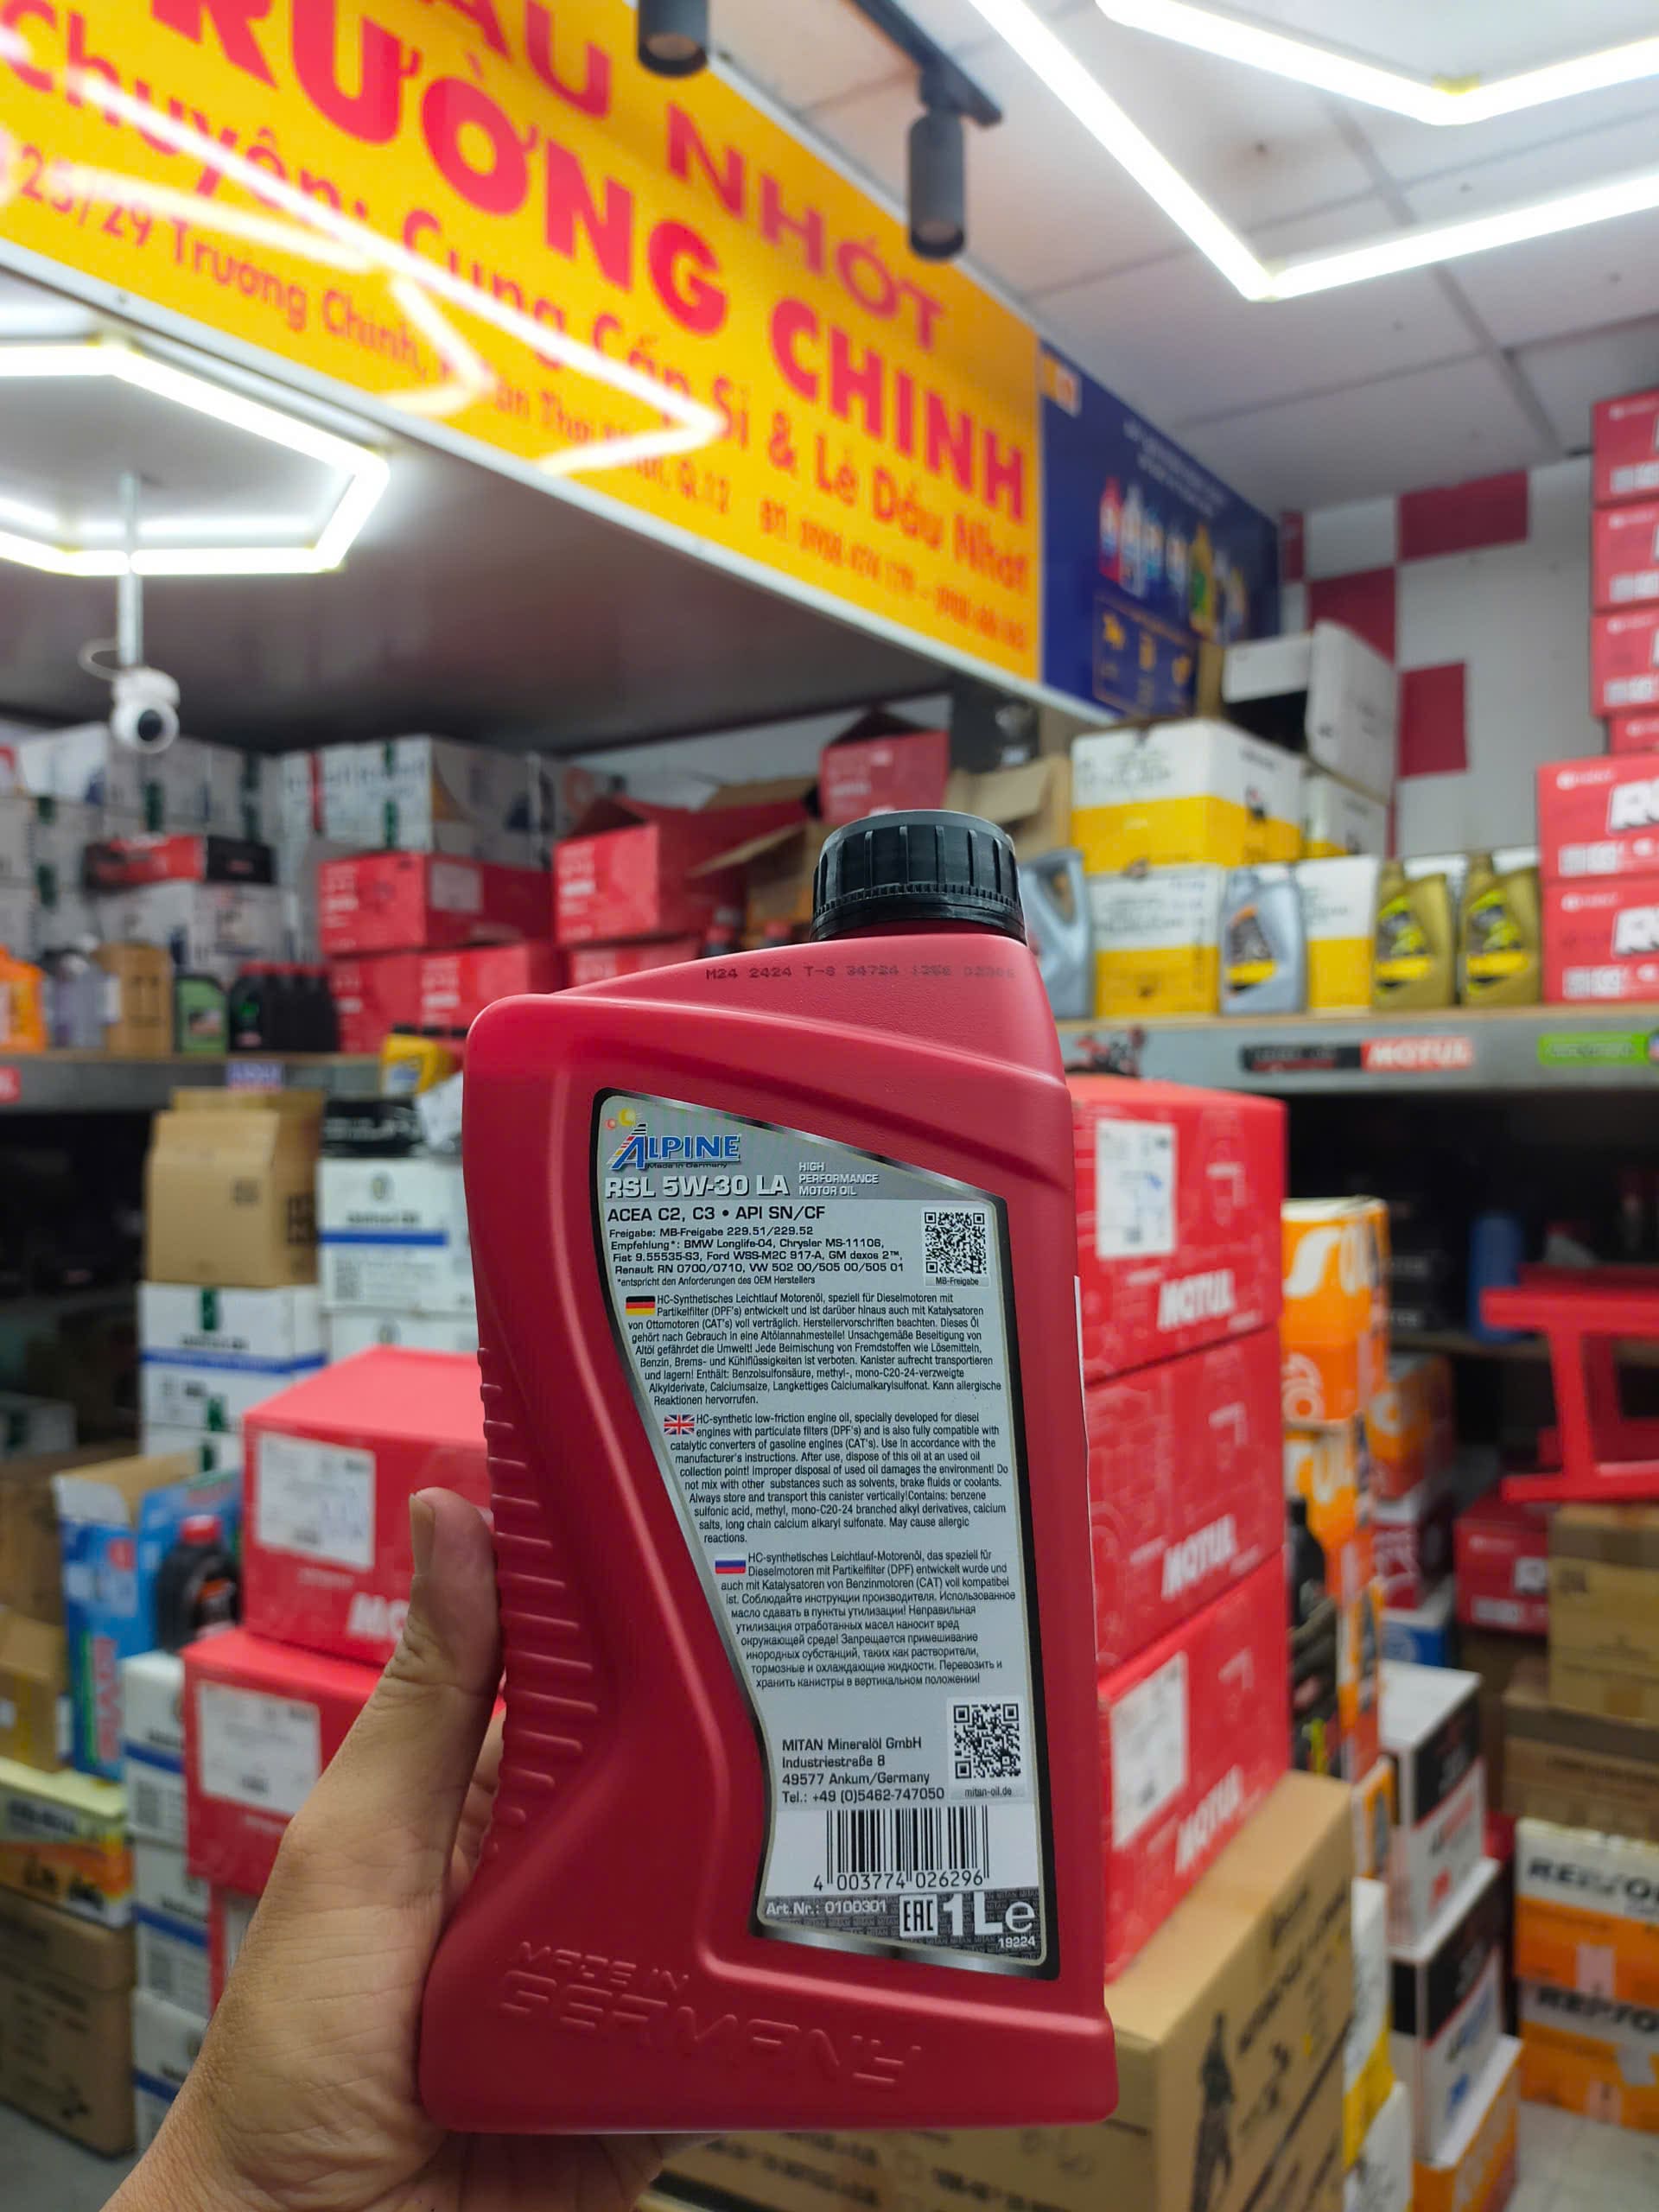 DẦU NHỚT
TRƯỜNG CHINH
Chuyên: Cung Cấp Sỉ & Lẻ Dầu Nhớt
25/29 Trường Chinh,
Q.12
M24 2424 T-8 34724
ALPINE
Made in Germany
RSL 5W-30 LA
HIGH
PERFORMANCE
MOTOR OIL
ACEA C2, C3 • API SN/CF
Freigabe: MB-Freigabe 229.51/229.52
Empfehlung*: BMW Longlife-04, Chrysler MS-11106,
Fiat 9.55535-S3, Ford WSS-M2C 917-A, GM dexos 2™,
Renault RN 0700/0710, VW 502 00/505 00/505 01
*entspricht den Anforderungen des OEM Herstellers
MB-Freigabe
HC-Synthetisches Leichtlauf Motorenöl, speziell für Dieselmotoren mit
Partikelfilter (DPF's) entwickelt und ist darüber hinaus auch mit Katalysatoren
von Ottomotoren (CAT's) voll verträglich. Herstellervorschriften beachten. Dieses Öl
gehört nach Gebrauch in eine Altölannahmestelle! Unsachgemäße Beseitigung von
Altöl gefährdet die Umwelt! Jede Beimischung von Fremdstoffen wie Lösemitteln,
Benzin, Brems- und Kühlflüssigkeiten ist verboten. Kanister aufrecht transportieren
und lagern! Enthält: Benzolsulfonsäure, methyl-, mono-C20-24-verzweigte
Alkylderivate, Calciumsalze, Langkettiges Calciumalkarylsulfonat. Kann allergische
Reaktionen hervorrufen.
HC-synthetic low-friction engine oil, specially developed for diesel
engines with particulate filters (DPF's) and is also fully compatible with
catalytic converters of gasoline engines (CAT's). Use in accordance with the
manufacturer's instructions. After use, dispose of this oil at an used oil
collection point! Improper disposal of used oil damages the environment! Do
not mix with other substances such as solvents, brake fluids or coolants.
Always store and transport this canister vertically!Contains: benzene
sulfonic acid, methyl, mono-C20-24 branched alkyl derivatives, calcium
salts, long chain calcium alkaryl sulfonate. May cause allergic
reactions.
HC-synthetisches Leichtlauf-Motorenöl, das speziell für
Dieselmotoren mit Partikelfilter (DPF) entwickelt wurde und
auch mit Katalysatoren von Benzinmotoren (CAT) voll kompatibel
ist. Соблюдайте инструкции производителя. Использованное
масло сдавать в пункты утилизации! Неправильная
утилизация отработанных масел наносит вред
окружающей среде! Запрещается примешивание
инородных субстанций, таких как растворители,
тормозные и охлаждающие жидкости. Перевозить и
хранить канистры в вертикальном положении!
MITAN Mineralöl GmbH
Industriestraße 8
49577 Ankum/Germany
Tel.: +49 (0)5462-747050
mitan-oil.de
4 003774 026296
Art.Nr.: 0100301
EAC
1Le
19224
MADE IN
GERMANY
MOTUL
MOTUL
MOTUL
MOTUL
REPSOL